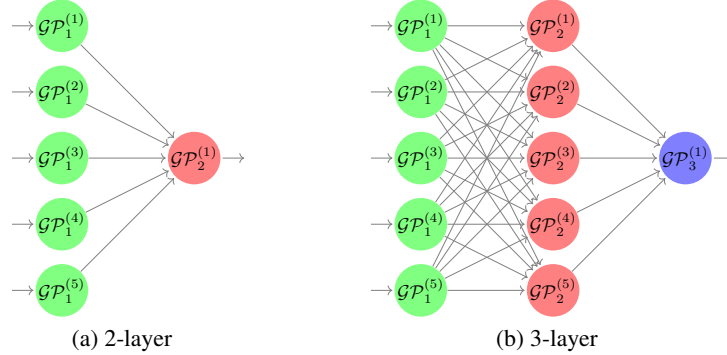 𝒢𝒫₁⁽¹⁾ 𝒢𝒫₁⁽¹⁾ 𝒢𝒫₂⁽¹⁾
𝒢𝒫₁⁽²⁾ 𝒢𝒫₁⁽²⁾ 𝒢𝒫₂⁽²⁾
𝒢𝒫₁⁽³⁾ 𝒢𝒫₂⁽¹⁾ 𝒢𝒫₁⁽³⁾ 𝒢𝒫₂⁽³⁾ 𝒢𝒫₃⁽¹⁾
𝒢𝒫₁⁽⁴⁾ 𝒢𝒫₁⁽⁴⁾ 𝒢𝒫₂⁽⁴⁾
𝒢𝒫₁⁽⁵⁾ 𝒢𝒫₁⁽⁵⁾ 𝒢𝒫₂⁽⁵⁾
(a) 2-layer (b) 3-layer